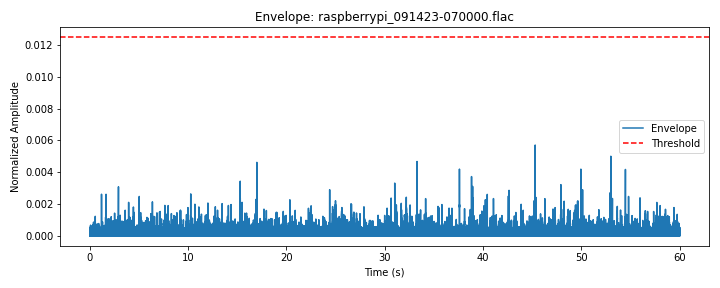 Envelope: raspberrypi_091423-070000.flac
Normalized Amplitude
0.012
0.010
0.008
0.006
0.004
0.002
0.000
Envelope
Threshold
0 10 20 30 40 50 60
Time (s)